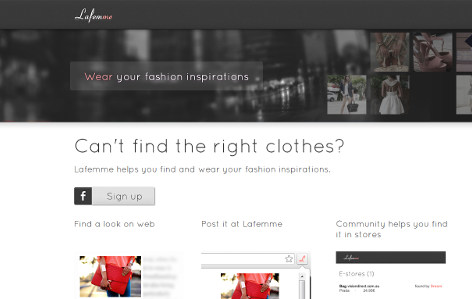 Lafemme
Wear your fashion inspirations
Can't find the right clothes?
Lafemme helps you find and wear your fashion inspirations.
f Sign up
Find a look on web
Post it at Lafemme
Community helps you find
it in stores
E-stores (1)